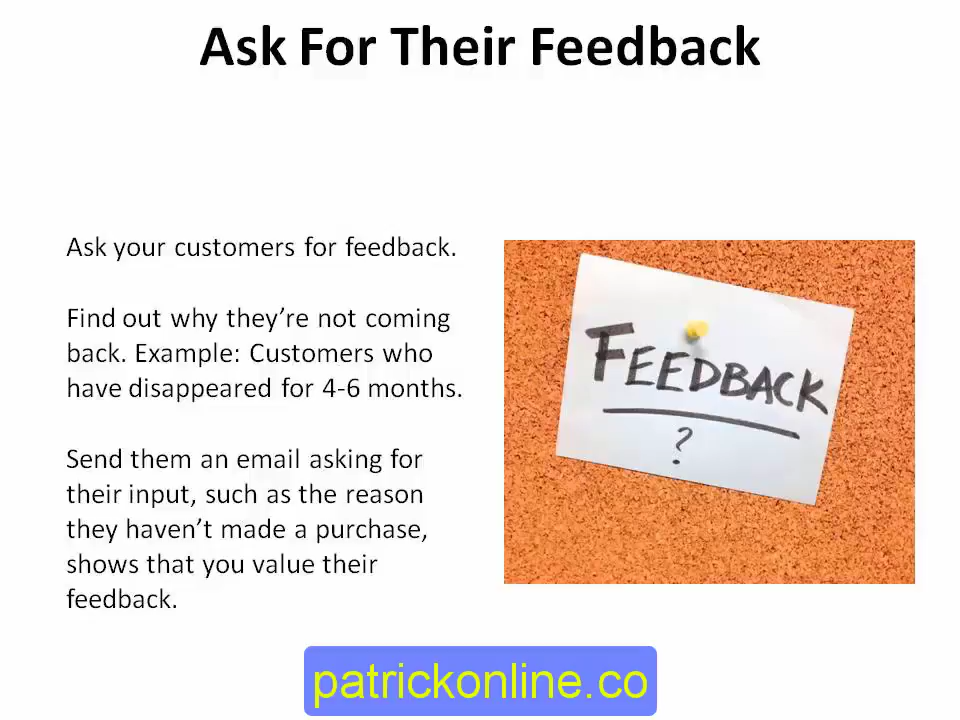 Ask For Their Feedback
Ask your customers for feedback.
Find out why they’re not coming
back. Example: Customers who
have disappeared for 4-6 months.
Send them an email asking for
their input, such as the reason
they haven’t made a purchase,
shows that you value their
feedback.
FEEDBACK
?
patrickonline.co